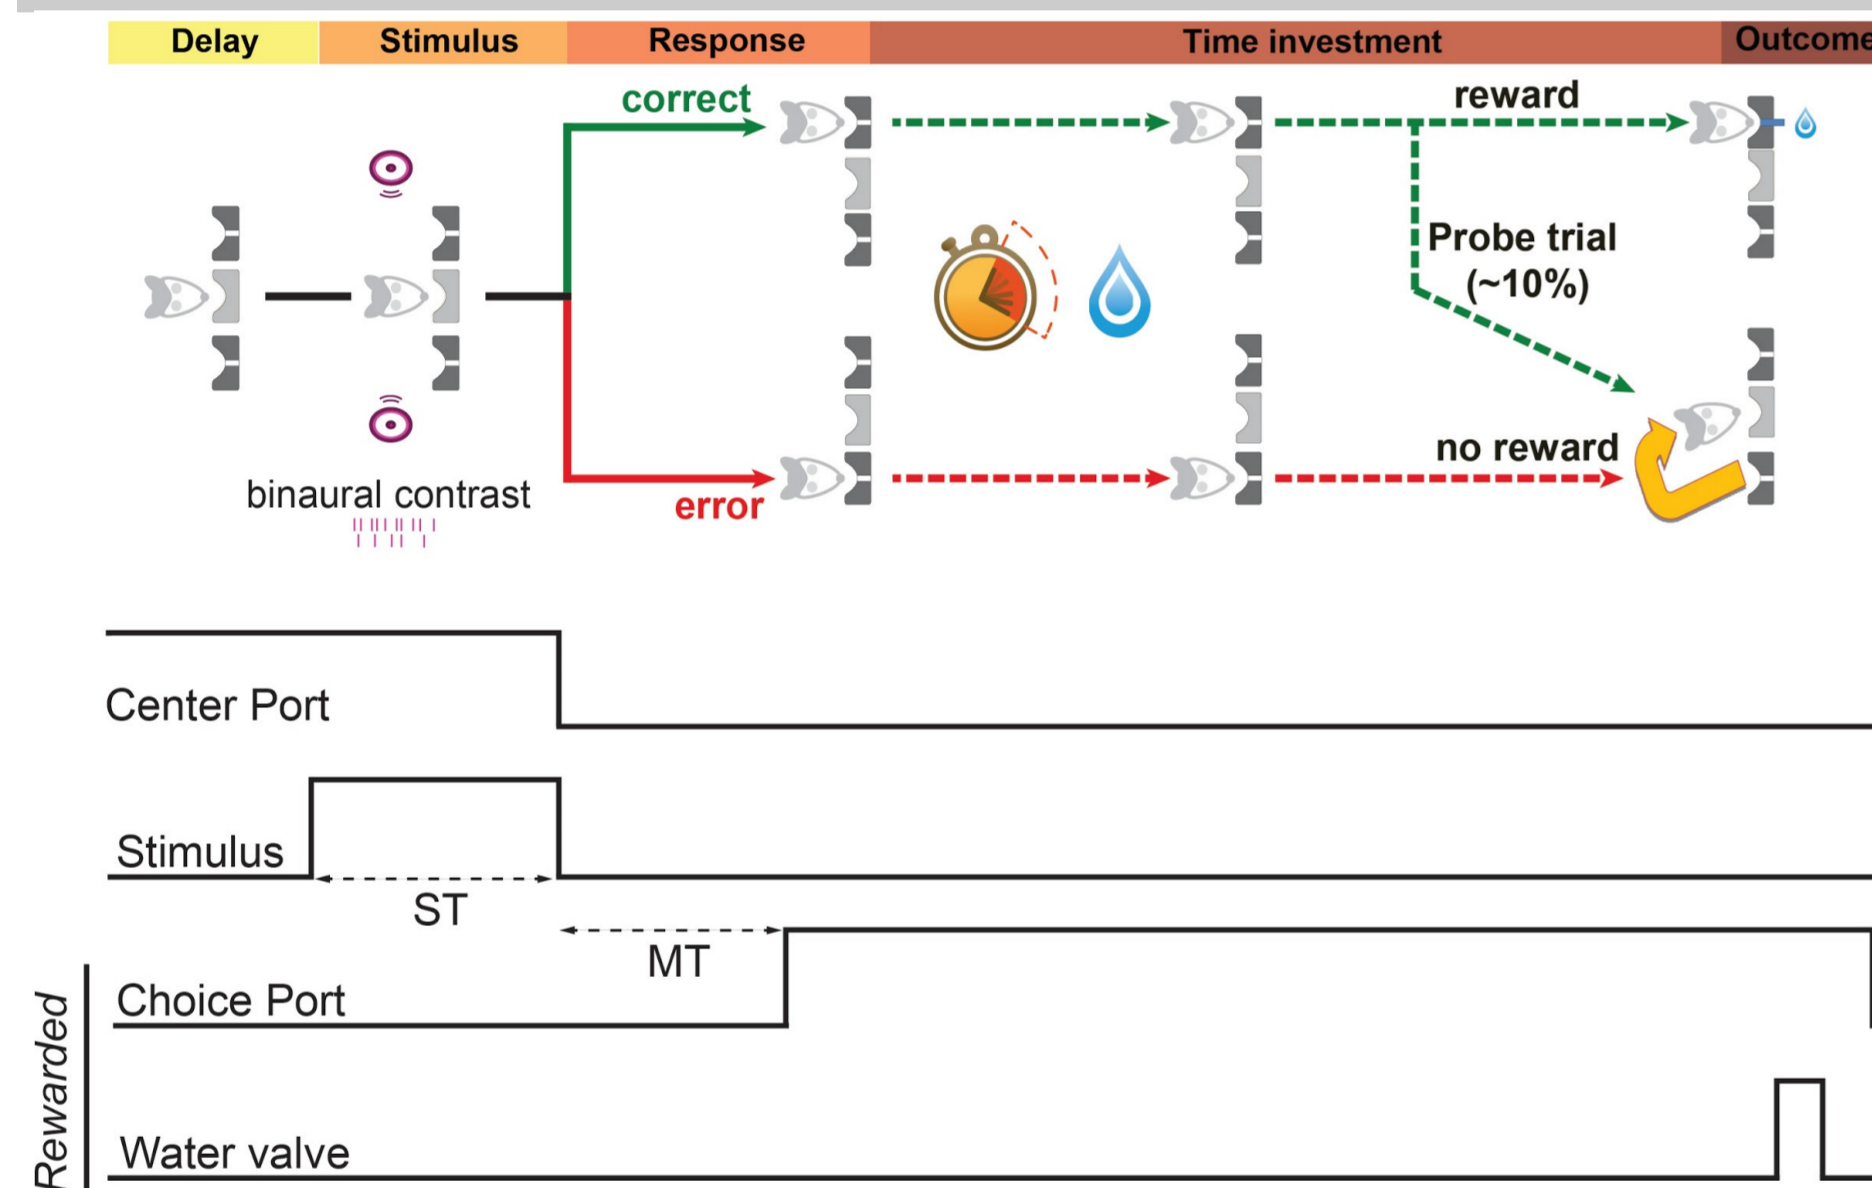 Delay Stimulus Response Time investment Outcome
correct
reward
Probe trial
(~10%)
no reward
binaural contrast
error
Center Port
Stimulus
ST
MT
Choice Port
Rewarded
Water valve